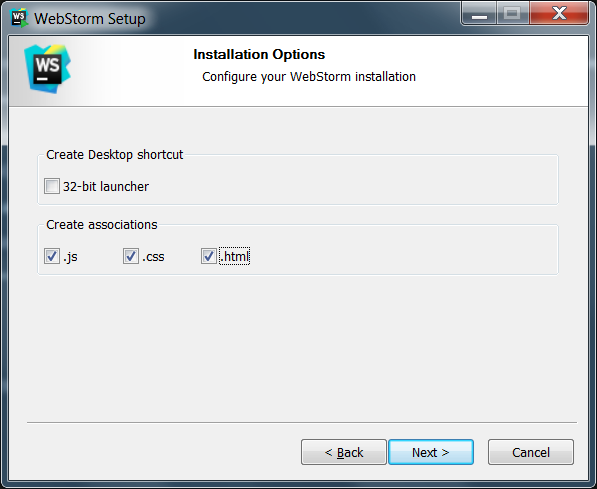 WebStorm Setup
WS
Installation Options
Configure your WebStorm installation
Create Desktop shortcut
32-bit launcher
Create associations
.js .css .html
< Back Next > Cancel